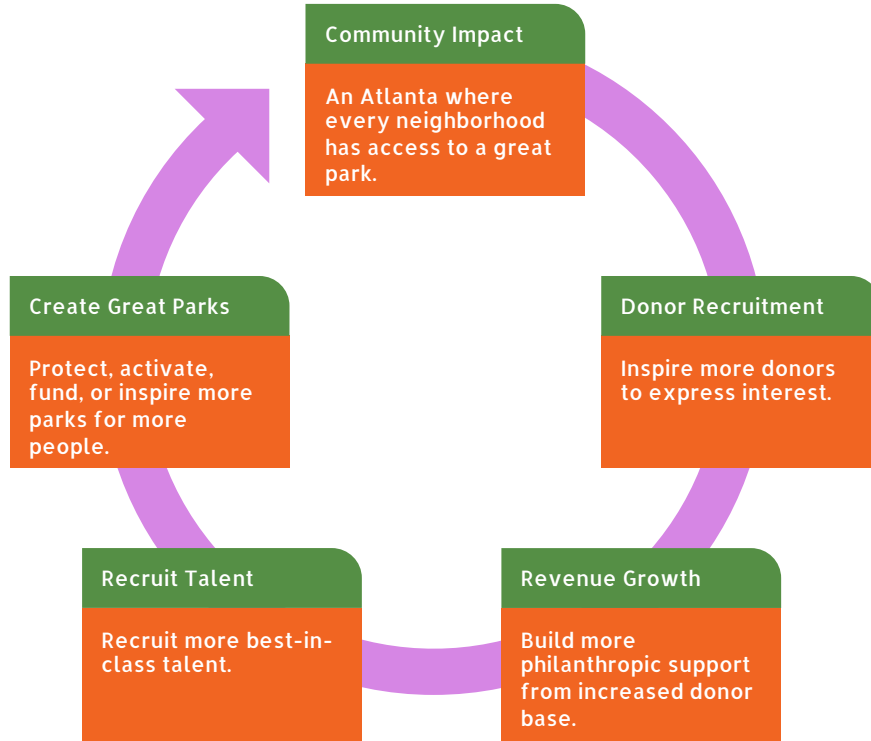 Community Impact
An Atlanta where
every neighborhood
has access to a great
park.
Donor Recruitment
Inspire more donors
to express interest.
Revenue Growth
Build more
philanthropic support
from increased donor
base.
Recruit Talent
Recruit more best-in-
class talent.
Create Great Parks
Protect, activate,
fund, or inspire more
parks for more
people.